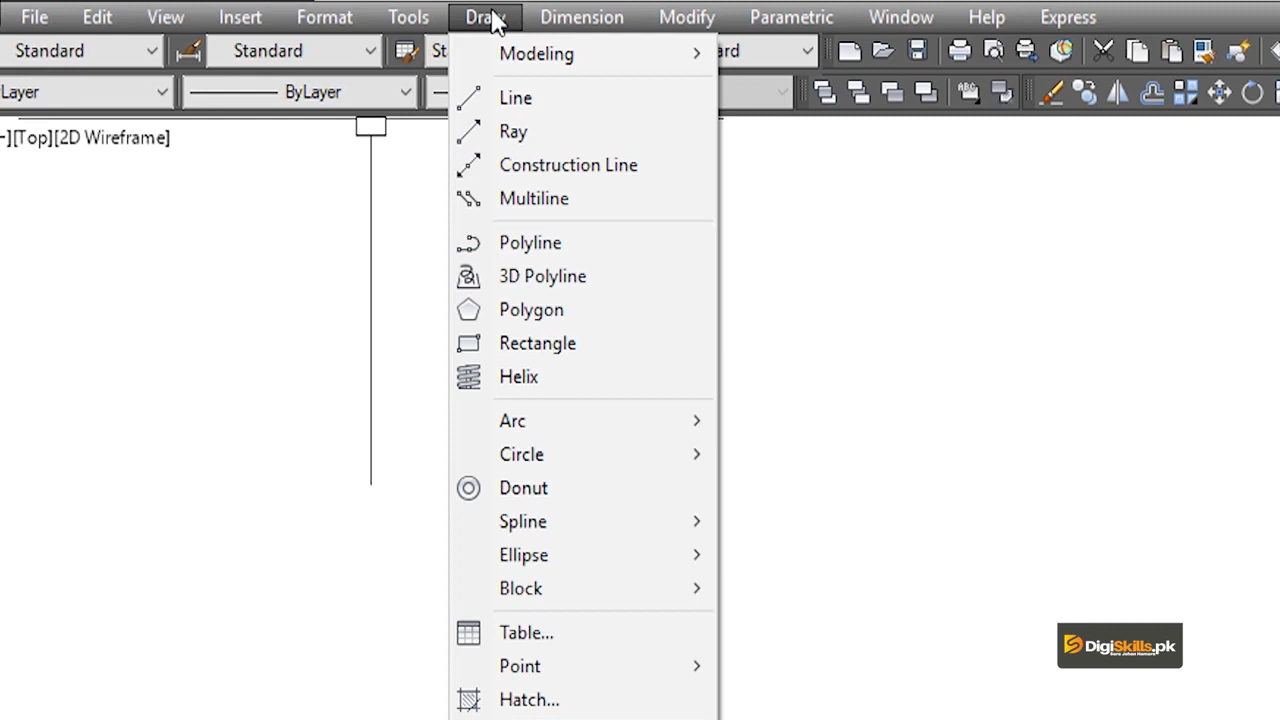 File Edit View Insert Format Tools Draw Dimension Modify Parametric Window Help Express
Standard Standard St rd
Layer ByLayer
-][Top][2D Wireframe]
Modeling
Line
Ray
Construction Line
Multiline
Polyline
3D Polyline
Polygon
Rectangle
Helix
Arc
Circle
Donut
Spline
Ellipse
Block
Table...
Point
Hatch...
DigiSkills.pk